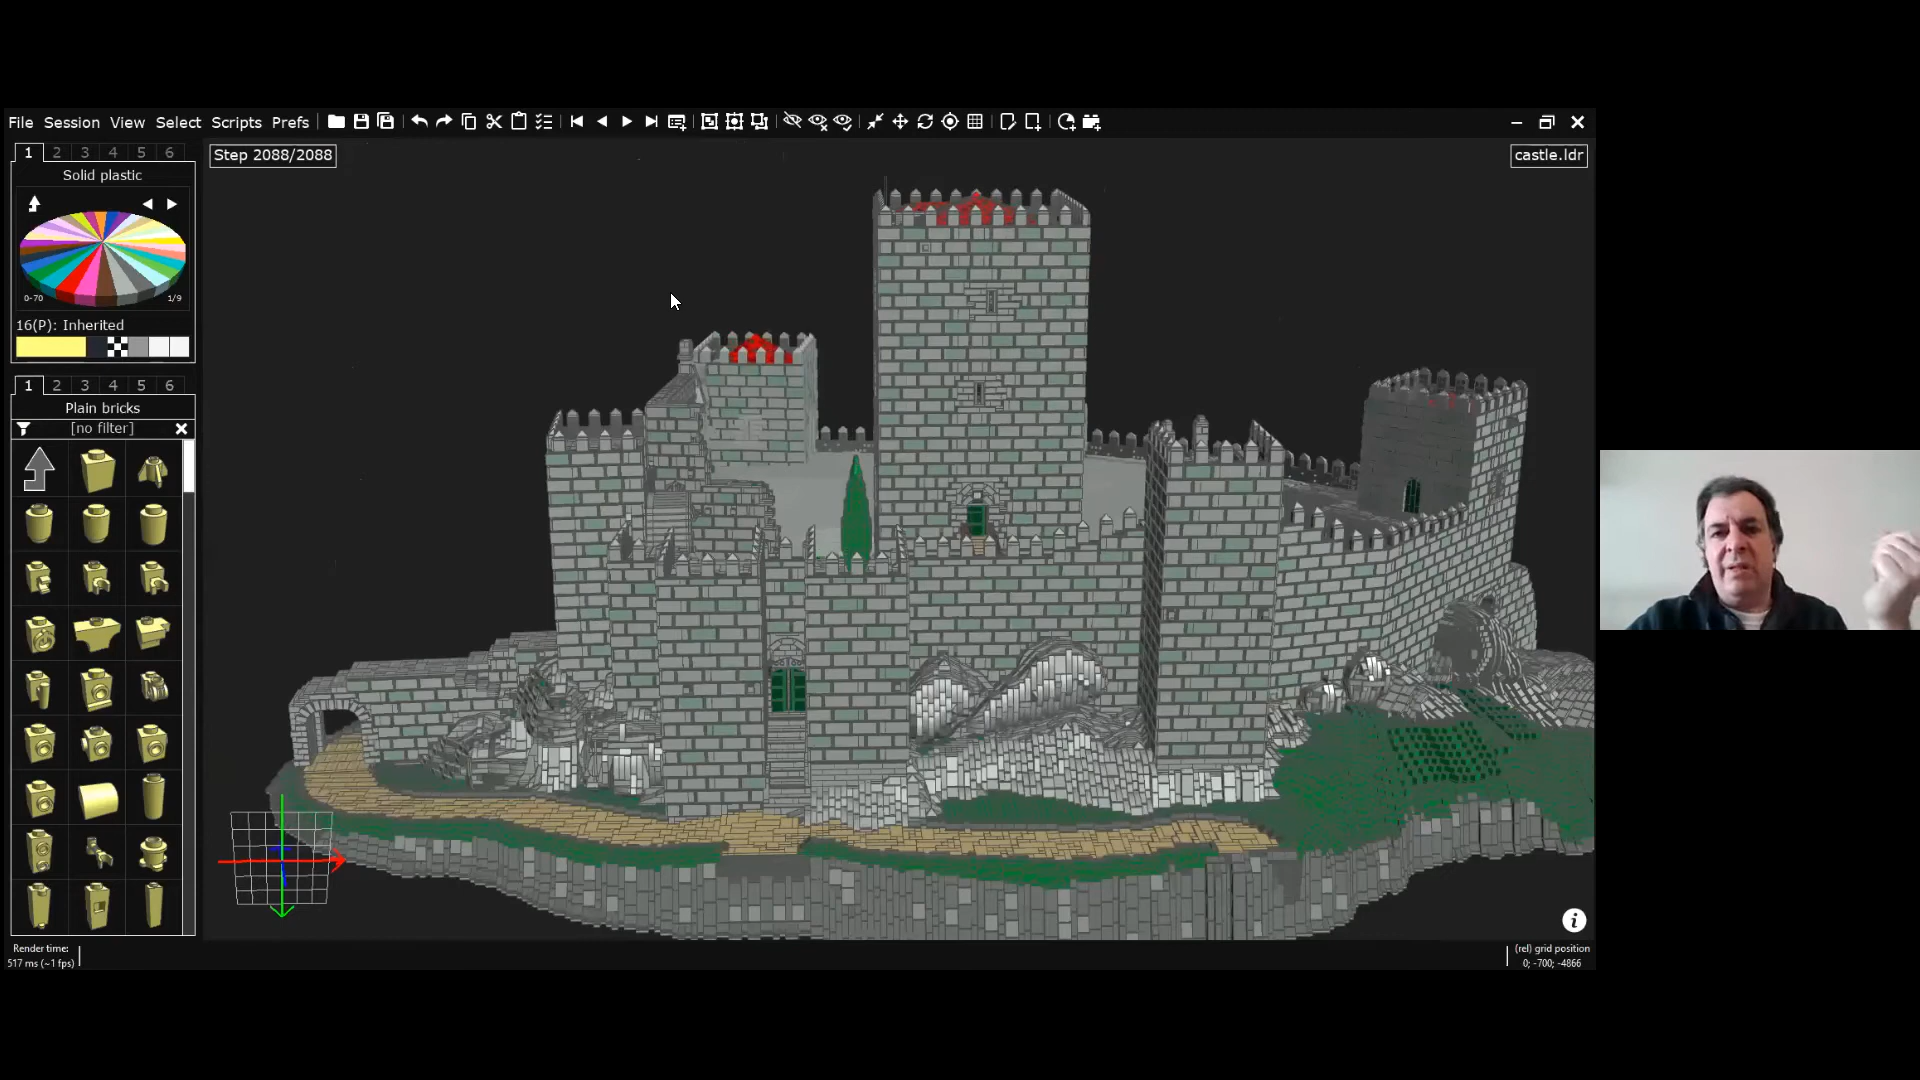 File Session View Select Scripts Prefs
1 2 3 4 5 6
Solid plastic
0-70 1/9
16(P): Inherited
1 2 3 4 5 6
Plain bricks
[no filter]
Step 2088/2088
castle.ldr
i
Render time:
517 ms (~1 fps)
(rel) grid position
0; -700; -4866